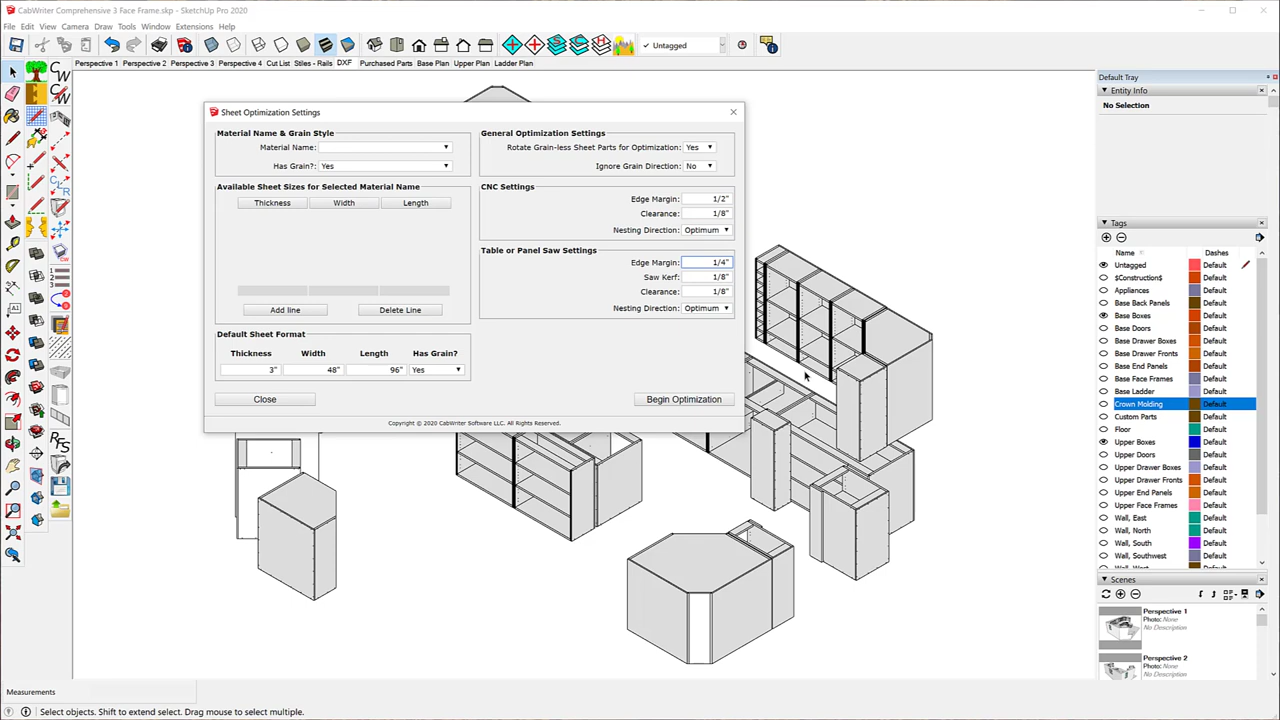 CabWriter Comprehensive 3 Face Frame.skp - SketchUp Pro 2020
File Edit View Camera Draw Tools Window Extensions Help
Untagged
Perspective 1 Perspective 2 Perspective 3 Perspective 4 Cut List Stiles - Rails DXF Purchased Parts Base Plan Upper Plan Ladder Plan
Sheet Optimization Settings
Material Name & Grain Style
Material Name:
Has Grain?: Yes
Available Sheet Sizes for Selected Material Name
Thickness Width Length
Add line Delete Line
Default Sheet Format
Thickness Width Length Has Grain?
3" 48" 96" Yes
Close
General Optimization Settings
Rotate Grain-less Sheet Parts for Optimization: Yes
Ignore Grain Direction: No
CNC Settings
Edge Margin: 1/2"
Clearance: 1/8"
Nesting Direction: Optimum
Table or Panel Saw Settings
Edge Margin: 1/4"
Saw Kerf: 1/8"
Clearance: 1/8"
Nesting Direction: Optimum
Begin Optimization
Copyright © 2020 CabWriter Software LLC. All Rights Reserved.
Default Tray
Entity Info
No Selection
Tags
Name Dashes
Untagged Default
$Construction$ Default
Appliances Default
Base Back Panels Default
Base Boxes Default
Base Doors Default
Base Drawer Boxes Default
Base Drawer Fronts Default
Base End Panels Default
Base Face Frames Default
Base Ladder Default
Crown Molding Default
Custom Parts Default
Floor Default
Upper Boxes Default
Upper Doors Default
Upper Drawer Boxes Default
Upper Drawer Fronts Default
Upper End Panels Default
Upper Face Frames Default
Wall, East Default
Wall, North Default
Wall, South Default
Wall, Southwest Default
Wall, West Default
Scenes
Perspective 1
Photo: None
No Description
Perspective 2
Photo: None
No Description
Measurements
Select objects. Shift to extend select. Drag mouse to select multiple.